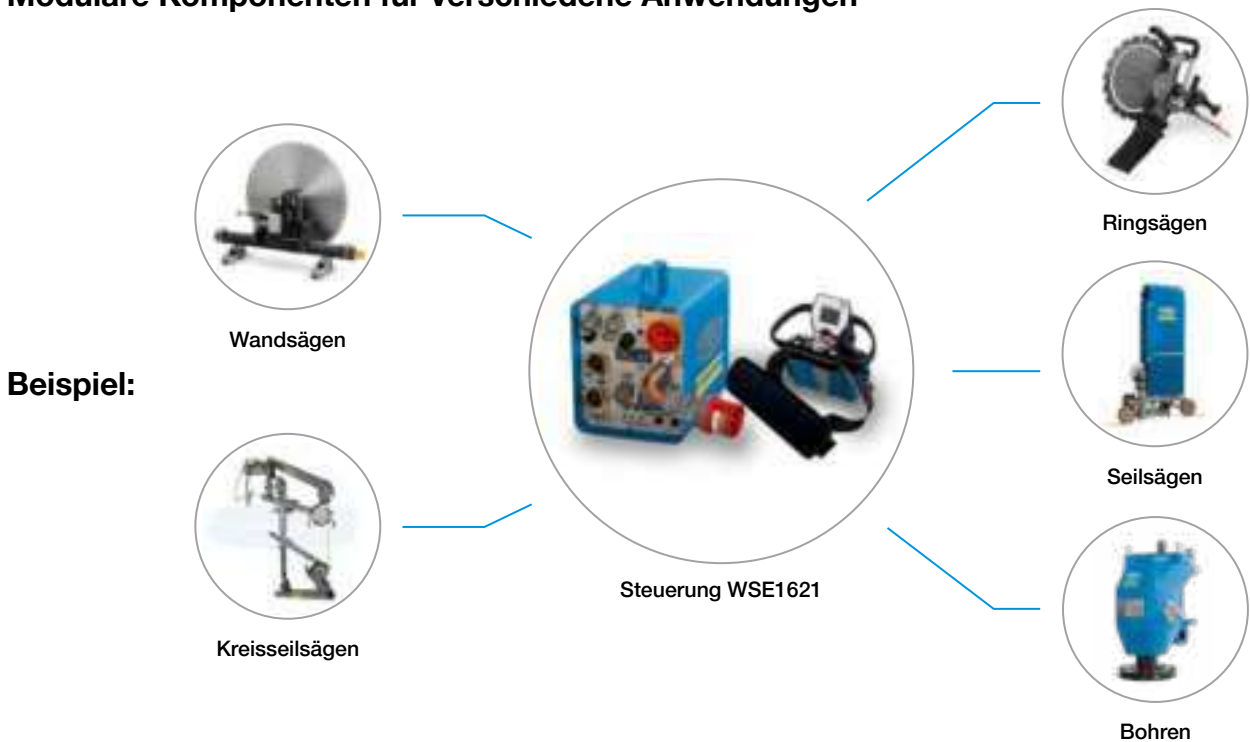 Modulare Komponenten für verschiedene Anwendungen
Ringsägen
Wandsägen
Beispiel:
Seilsägen
Steuerung WSE1621
Kreisseilsägen
Bohren